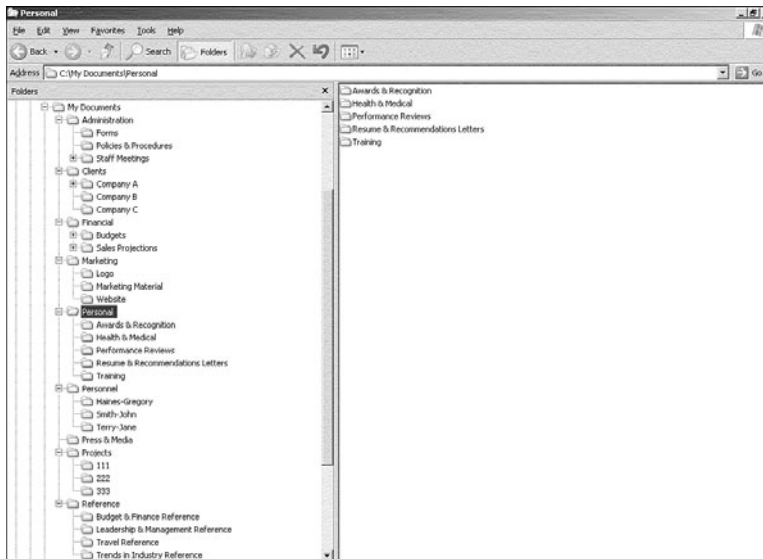 Personal
File Edit View Favorites Tools Help
Back Search Folders
Address C:\My Documents\Personal Go
Folders
My Documents
Administration
Forms
Policies & Procedures
Staff Meetings
Clients
Company A
Company B
Company C
Financial
Budgets
Sales Projections
Marketing
Logo
Marketing Material
Website
Personal
Awards & Recognition
Health & Medical
Performance Reviews
Resume & Recommendations Letters
Training
Personnel
Haines-Gregory
Smith-John
Terry-Jane
Press & Media
Projects
111
222
333
Reference
Budget & Finance Reference
Leadership & Management Reference
Travel Reference
Trends in Industry Reference
Awards & Recognition
Health & Medical
Performance Reviews
Resume & Recommendations Letters
Training